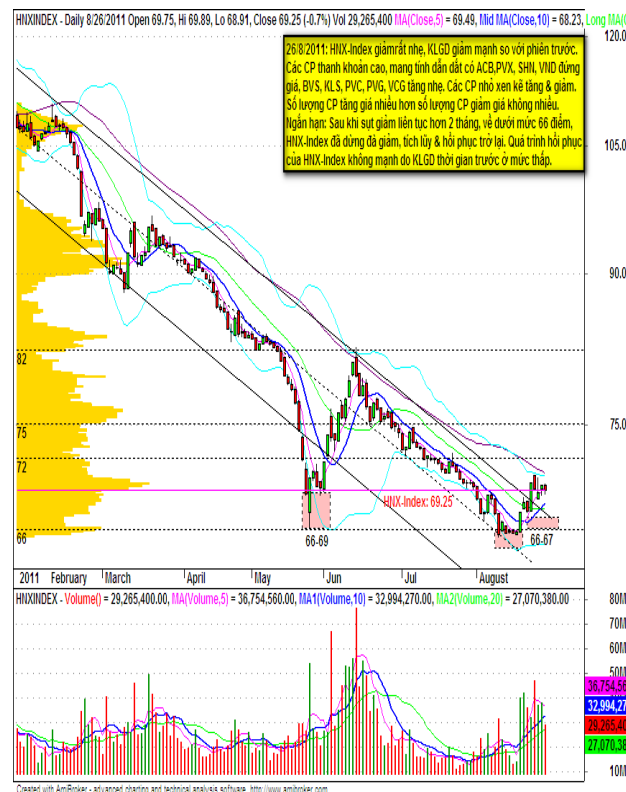 HNXINDEX - Daily 8/26/2011 Open 69.75, Hi 69.89, Lo 68.91, Close 69.25 (-0.7%) Vol 29,265,400 MA(Close,5) = 69.49, Mid MA(Close,10) = 68.23, Long MA(
120.0
26/8/2011: HNX-Index giảmrất nhẹ, KLGD giảm mạnh so với phiên trước.
Các CP thanh khoản cao, mang tính dẫn dắt có ACB,PVX, SHN, VND đứng
giá, BVS, KLS, PVC, PVG, VCG tăng nhẹ. Các CP nhỏ xen kẽ tăng & giảm.
Số lượng CP tăng giá nhiều hơn số lượng CP giảm giá không nhiều.
Ngắn hạn: Sau khi sụt giảm liên tục hơn 2 tháng, về dưới mức 66 điểm,
HNX-Index đã dừng đà giảm, tích lũy & hồi phục trở lại. Quá trình hồi phục
của HNX-Index không mạnh do KLGD thời gian trước ở mức thấp.
105.0
90.0
82
75
75.0
72
HNX-Index: 69.25
66
66-69
66-67
2011 February March April May Jun Jul August
HNXINDEX - Volume() = 29,265,400.00, MA(Volume,5) = 36,754,560.00, MA1(Volume,10) = 32,994,270.00, MA2(Volume,20) = 27,070,380.00
80M
70M
60M
50M
36,754,56
32,994,27
29,265,40
27,070,38
10M
Created with AmiBroker - advanced charting and technical analysis software. http://www.amibroker.com